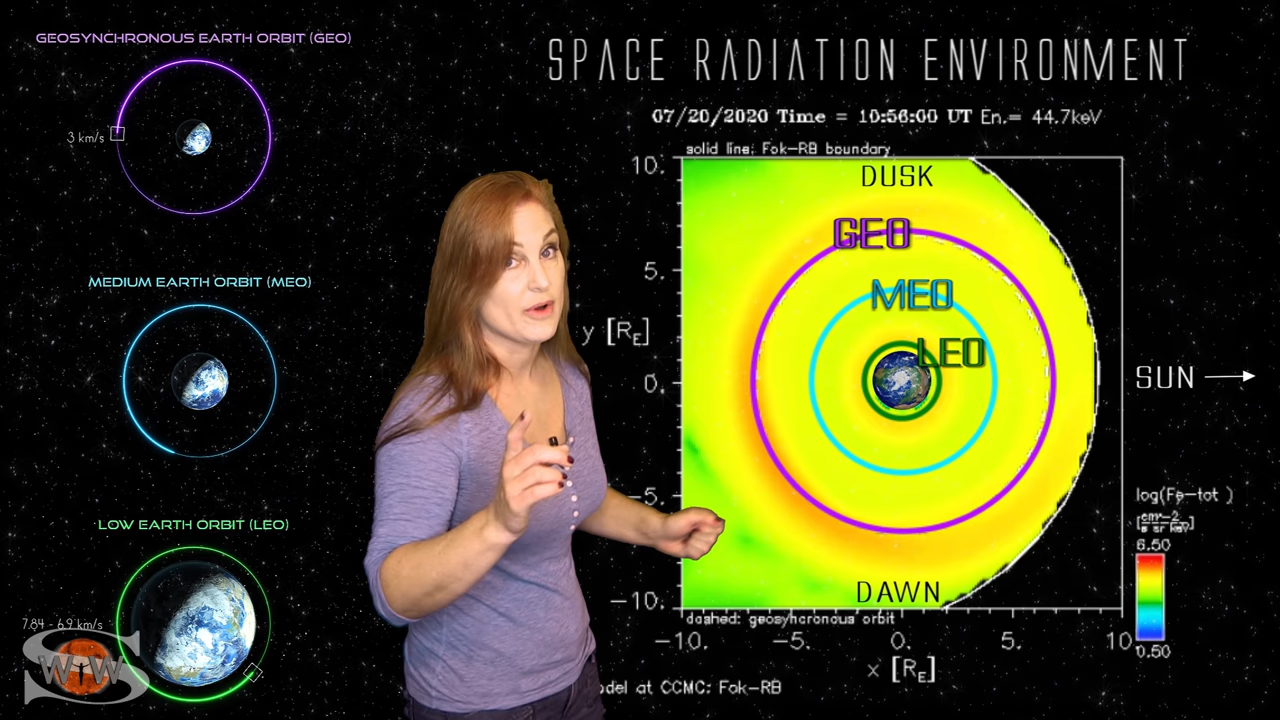 GEOSYNCHRONOUS EARTH ORBIT (GEO)
3 km/s
MEDIUM EARTH ORBIT (MEO)
LOW EARTH ORBIT (LEO)
7.84 - 6.9 km/s
S
WTW
SPACE RADIATION ENVIRONMENT
07/20/2020 Time = 10:56:00 UT En.= 44.7keV
solid line: Fok-RB boundary
10.
5.
y [RE]
0.
-5.
-10.
DUSK
GEO
MEO
LEO
DAWN
SUN
dashed: geosynchronous orbit
-10. -5. 0. 5. 10
x [RE]
odel at CCMC: Fok-RB
log(Fe-tot )
6.50
0.50